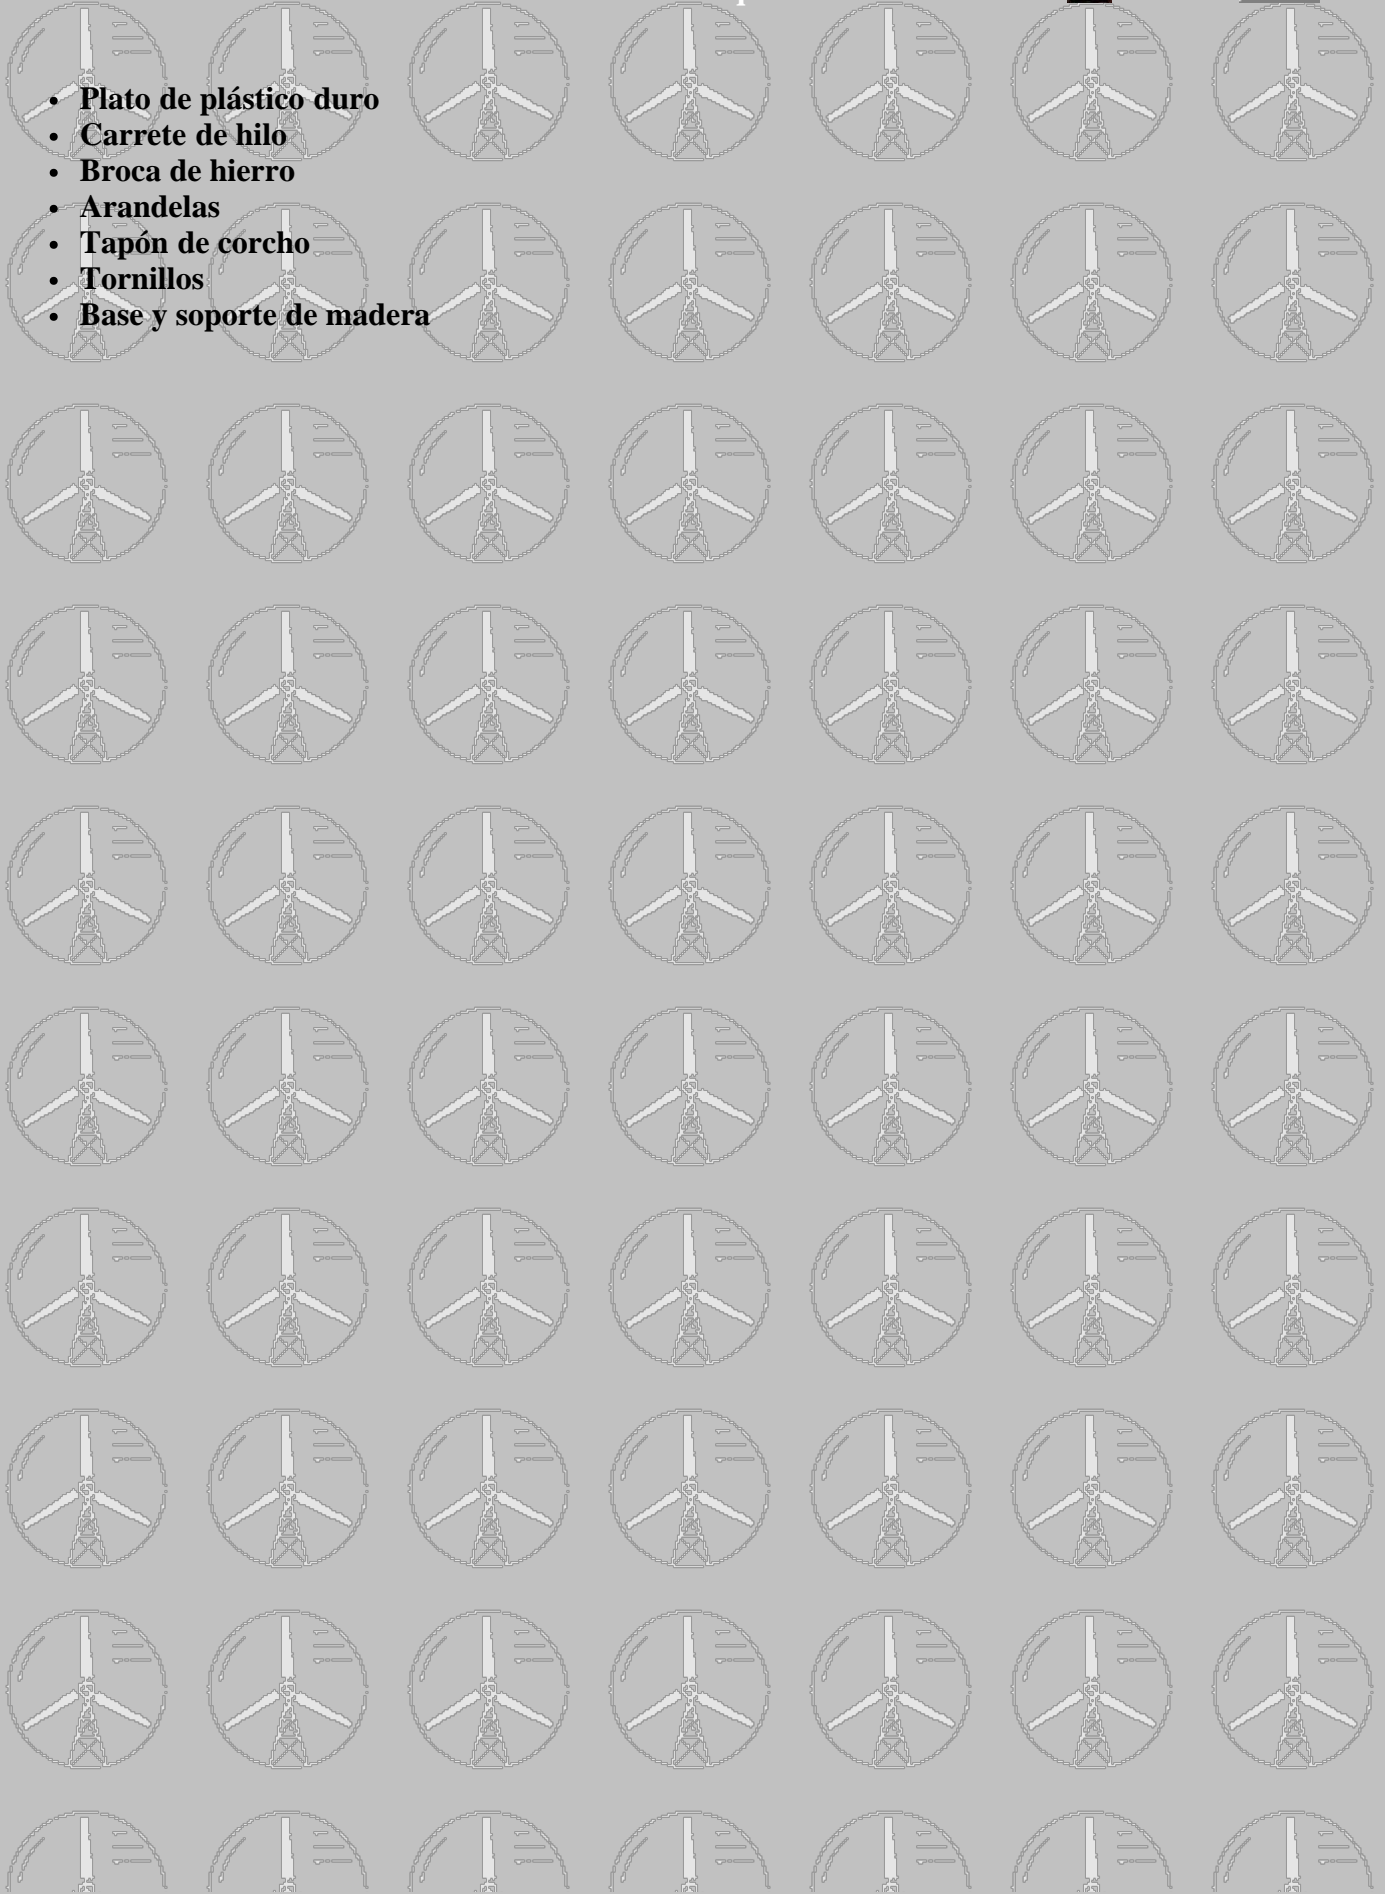 • Plato de plástico duro
• Carrete de hilo
• Broca de hierro
• Arandelas
• Tapón de corcho
• Tornillos
• Base y soporte de madera